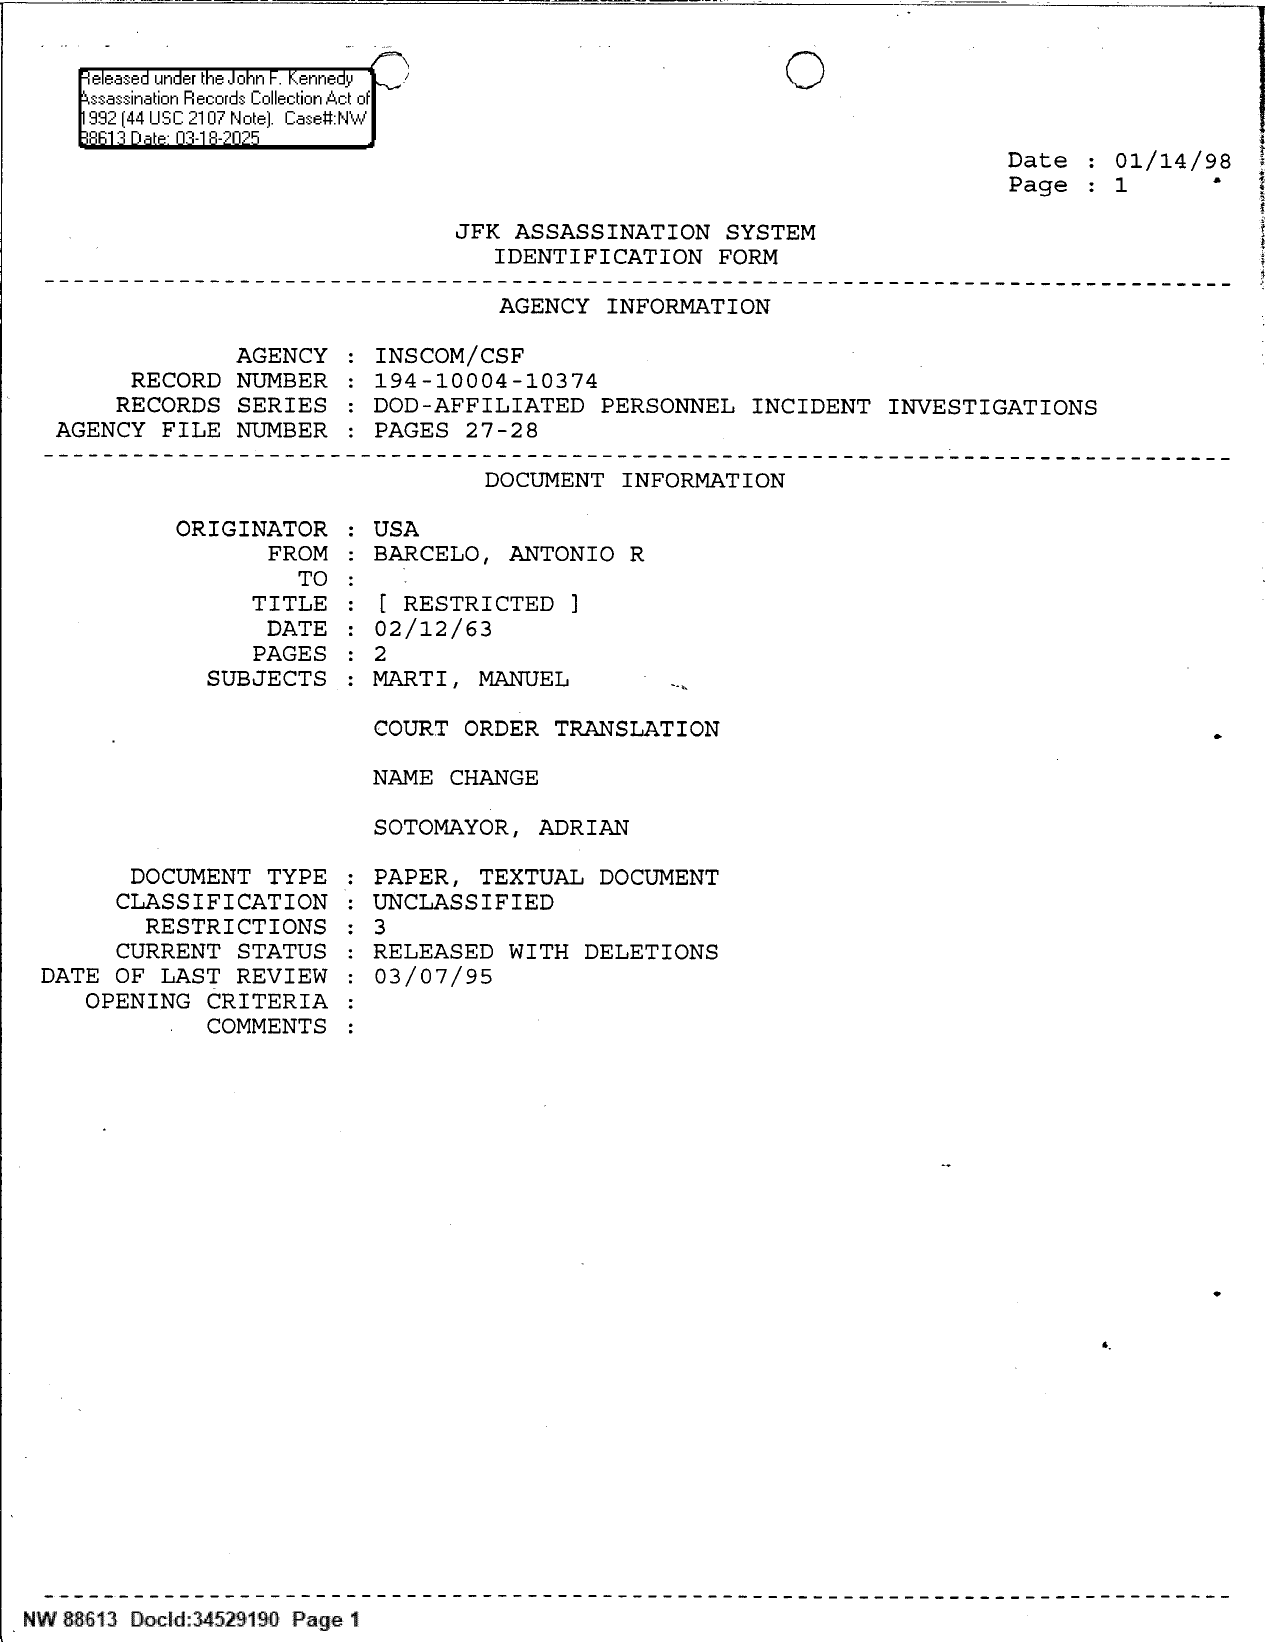 Released under the John F. Kennedy
Assassination Records Collection Act of
1992 (44 USC 2107 Note). Case#:NW
88613 Date: 03-18-2025
Date : 01/14/98
Page : 1
JFK ASSASSINATION SYSTEM
IDENTIFICATION FORM
AGENCY INFORMATION
AGENCY : INSCOM/CSF
RECORD NUMBER : 194-10004-10374
RECORDS SERIES : DOD-AFFILIATED PERSONNEL INCIDENT INVESTIGATIONS
AGENCY FILE NUMBER : PAGES 27-28
DOCUMENT INFORMATION
ORIGINATOR : USA
FROM : BARCELO, ANTONIO R
TO :
TITLE : [ RESTRICTED ]
DATE : 02/12/63
PAGES : 2
SUBJECTS : MARTI, MANUEL
COURT ORDER TRANSLATION
NAME CHANGE
SOTOMAYOR, ADRIAN
DOCUMENT TYPE : PAPER, TEXTUAL DOCUMENT
CLASSIFICATION : UNCLASSIFIED
RESTRICTIONS : 3
CURRENT STATUS : RELEASED WITH DELETIONS
DATE OF LAST REVIEW : 03/07/95
OPENING CRITERIA :
COMMENTS :
NW 88613 DocId:34529190 Page 1